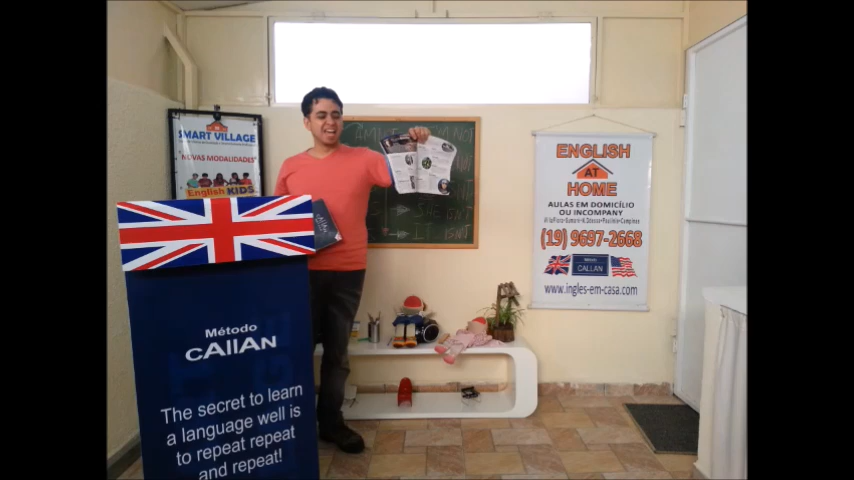 SMART VILLAGE
"NOVAS MODALIDADES"
English KIDS
Método
CAllAN
The secret to learn
a language well is
to repeat repeat
and repeat!
I'M NOT
SHE ISN'T
IT ISN'T
ENGLISH
AT
HOME
AULAS EM DOMICÍLIO
OU INCOMPANY
(19) 9697-2668
CALLAN
www.ingles-em-casa.com